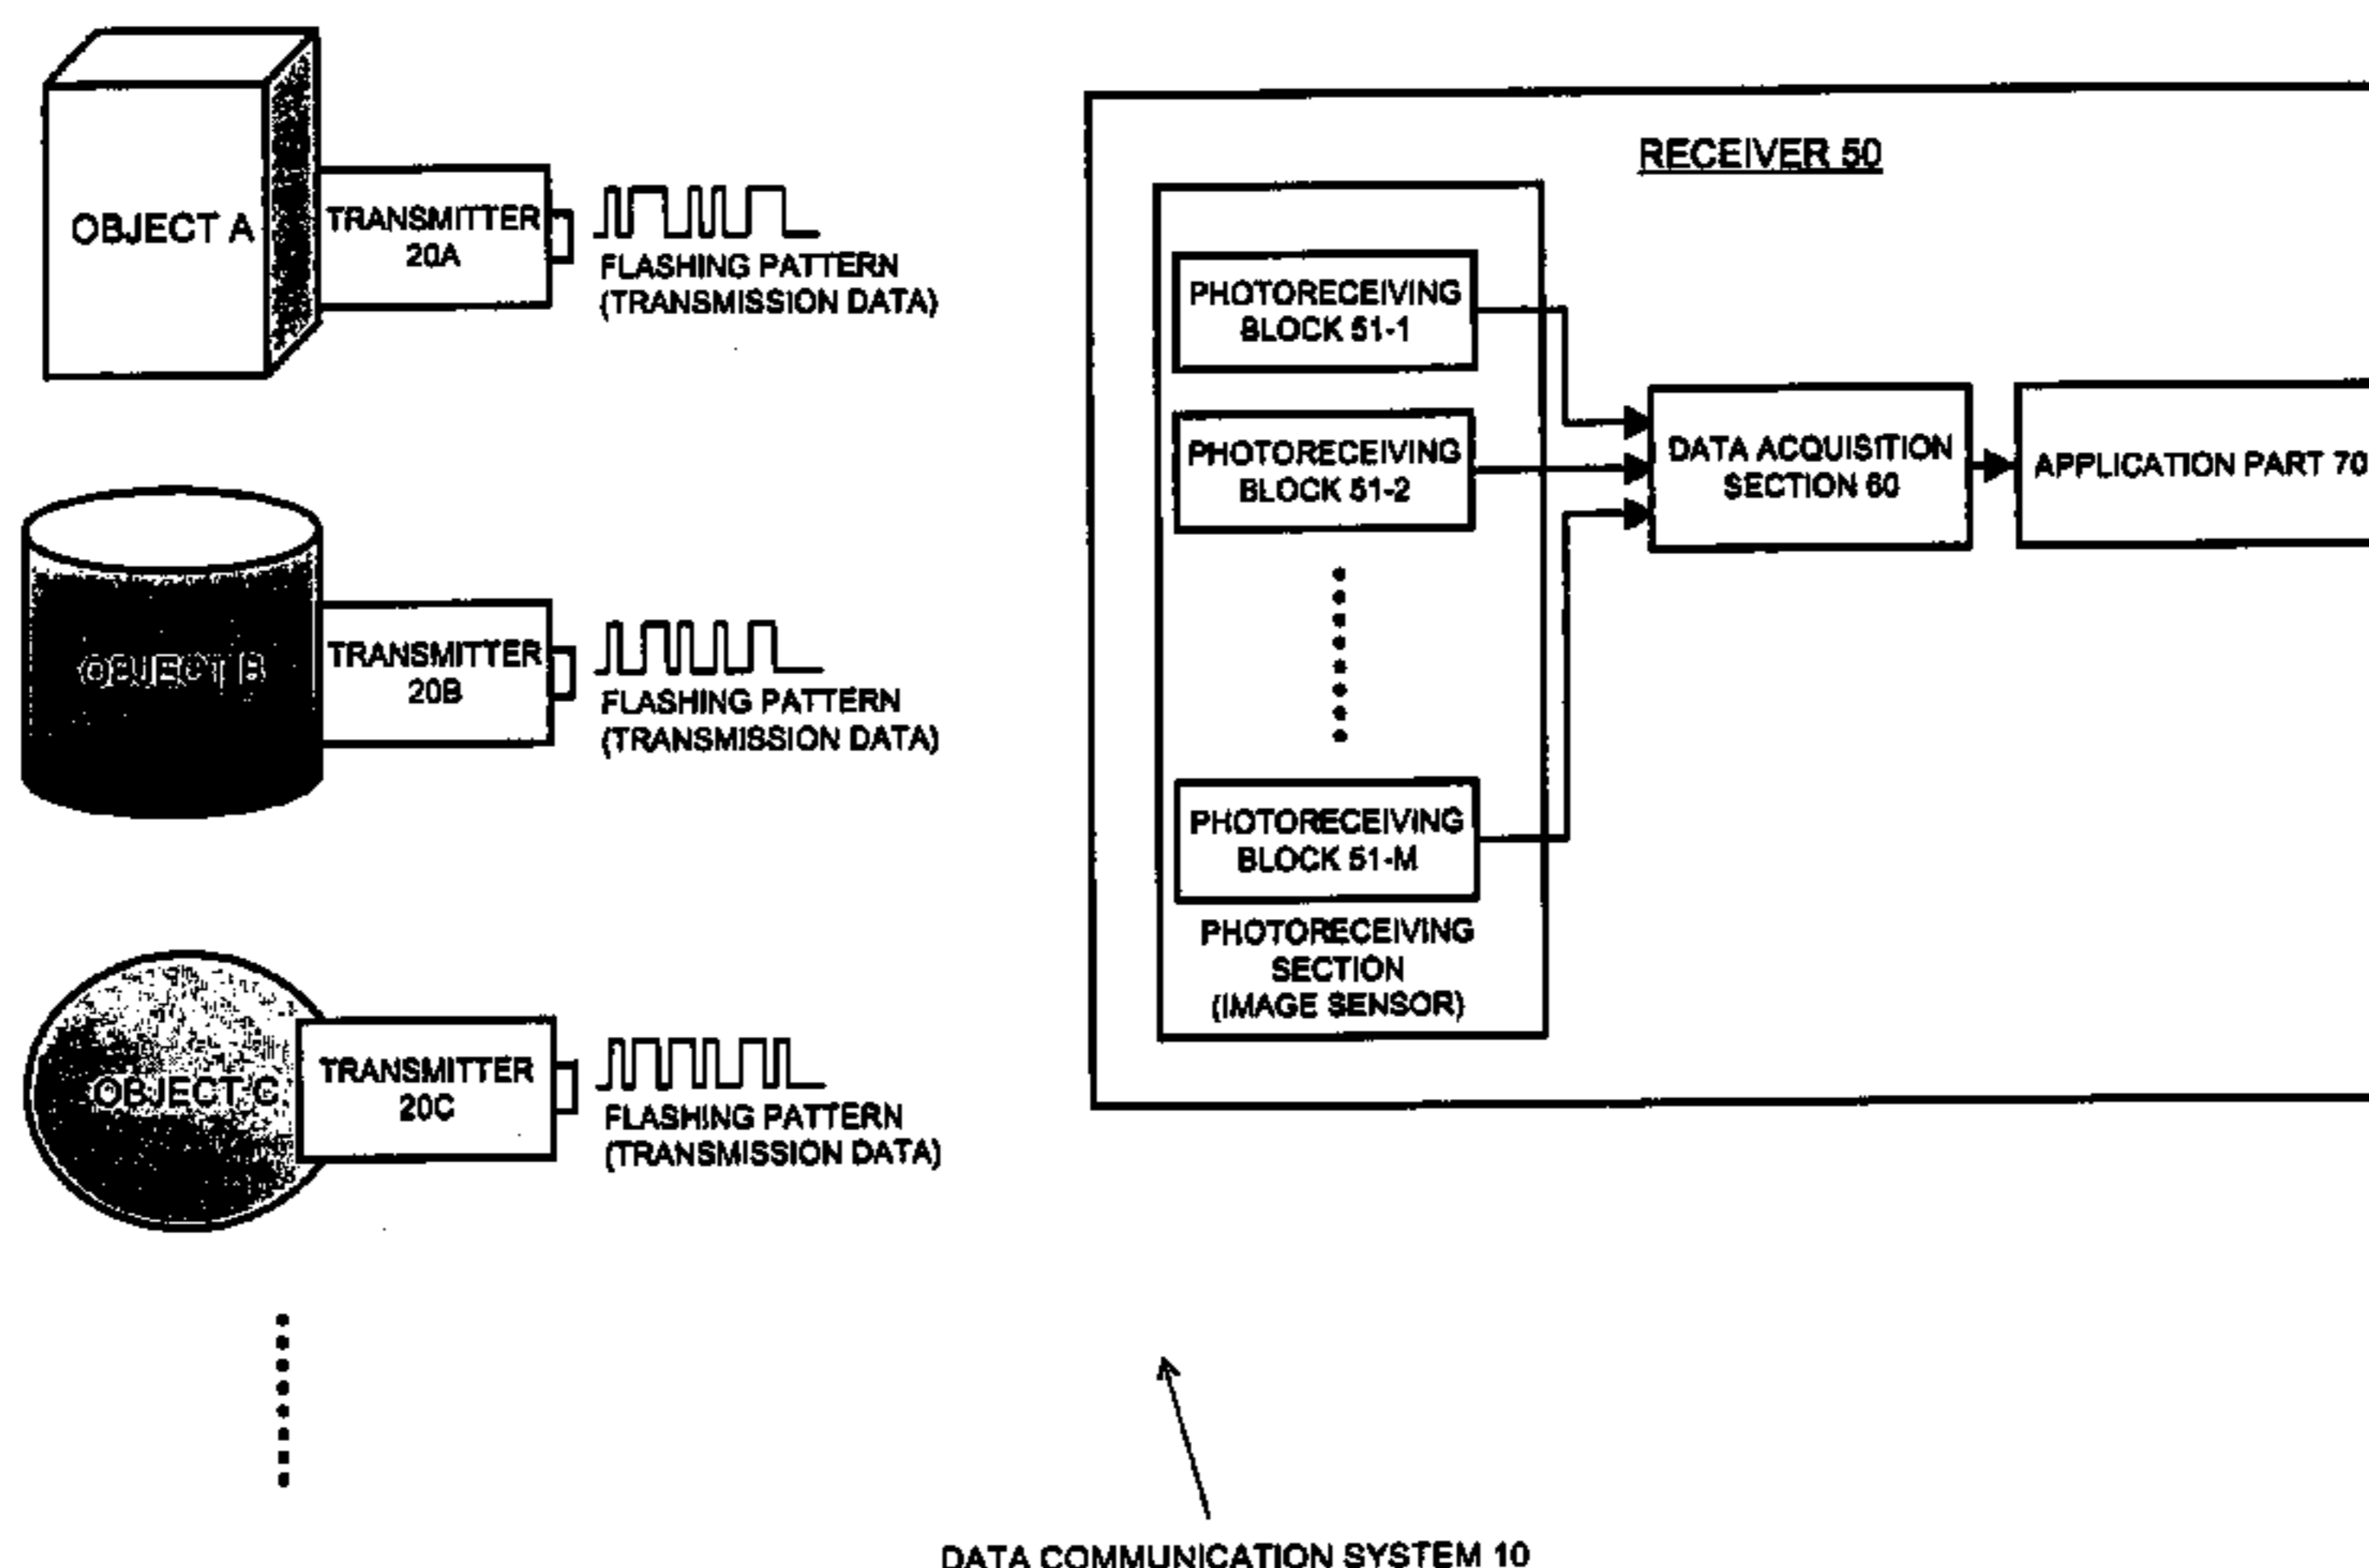 OBJECT A
TRANSMITTER
20A
FLASHING PATTERN
(TRANSMISSION DATA)
OBJECT B
TRANSMITTER
20B
FLASHING PATTERN
(TRANSMISSION DATA)
OBJECT C
TRANSMITTER
20C
FLASHING PATTERN
(TRANSMISSION DATA)
RECEIVER 50
PHOTORECEIVING
BLOCK 51-1
PHOTORECEIVING
BLOCK 51-2
PHOTORECEIVING
BLOCK 51-M
PHOTORECEIVING
SECTION
(IMAGE SENSOR)
DATA ACQUISITION
SECTION 60
APPLICATION PART 70
DATA COMMUNICATION SYSTEM 10